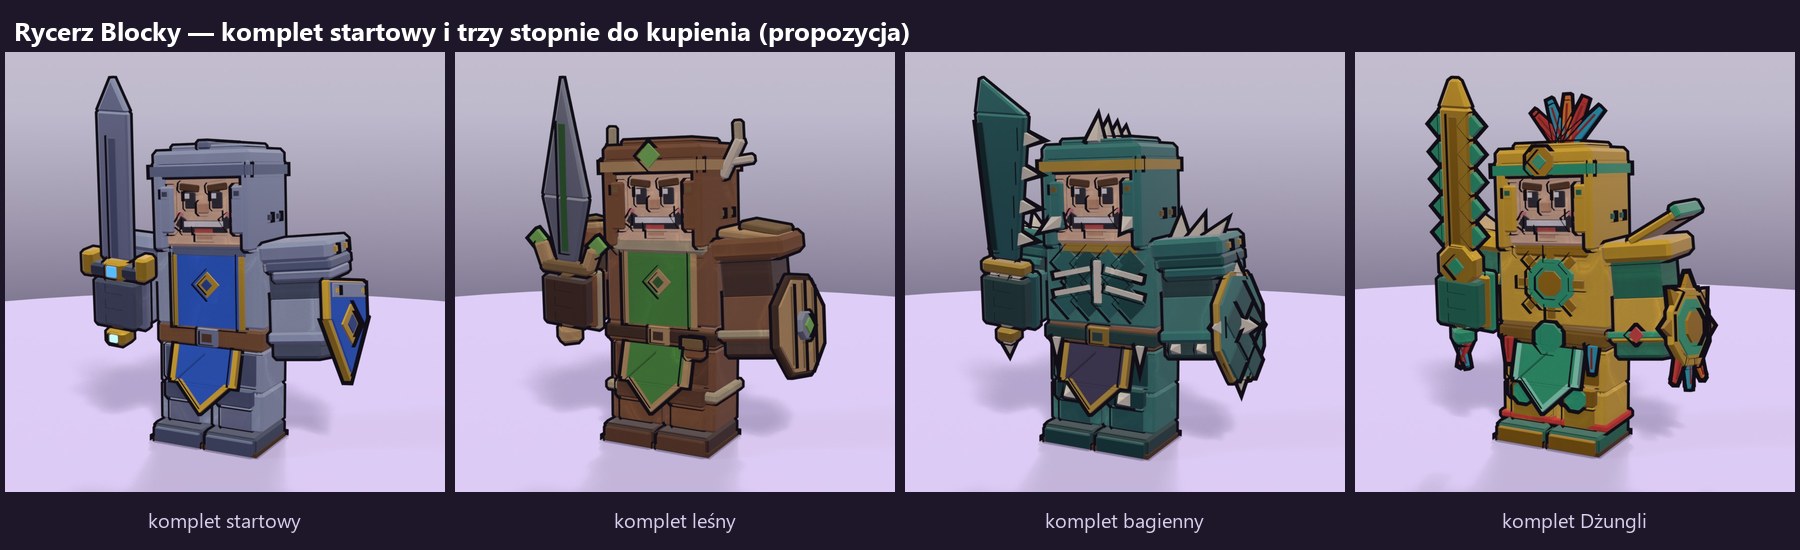 Rycerz Blocky — komplet startowy i trzy stopnie do kupienia (propozycja)
komplet startowy
komplet leśny
komplet bagienny
komplet Dżungli